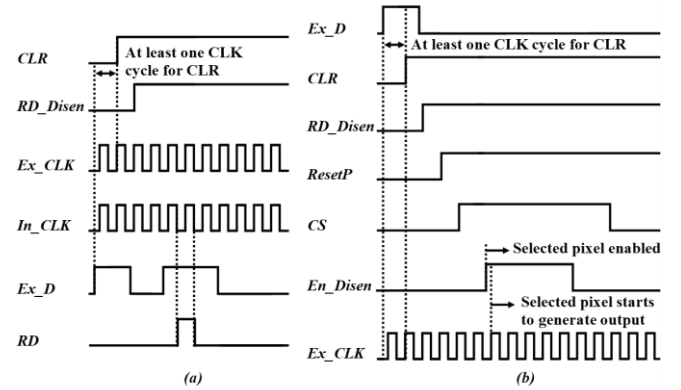 CLR
At least one CLK
cycle for CLR
RD_Disen
Ex_CLK
In_CLK
Ex_D
RD
(a)
Ex_D
At least one CLK cycle for CLR
CLR
RD_Disen
ResetP
CS
Selected pixel enabled
En_Disen
Selected pixel starts
to generate output
Ex_CLK
(b)